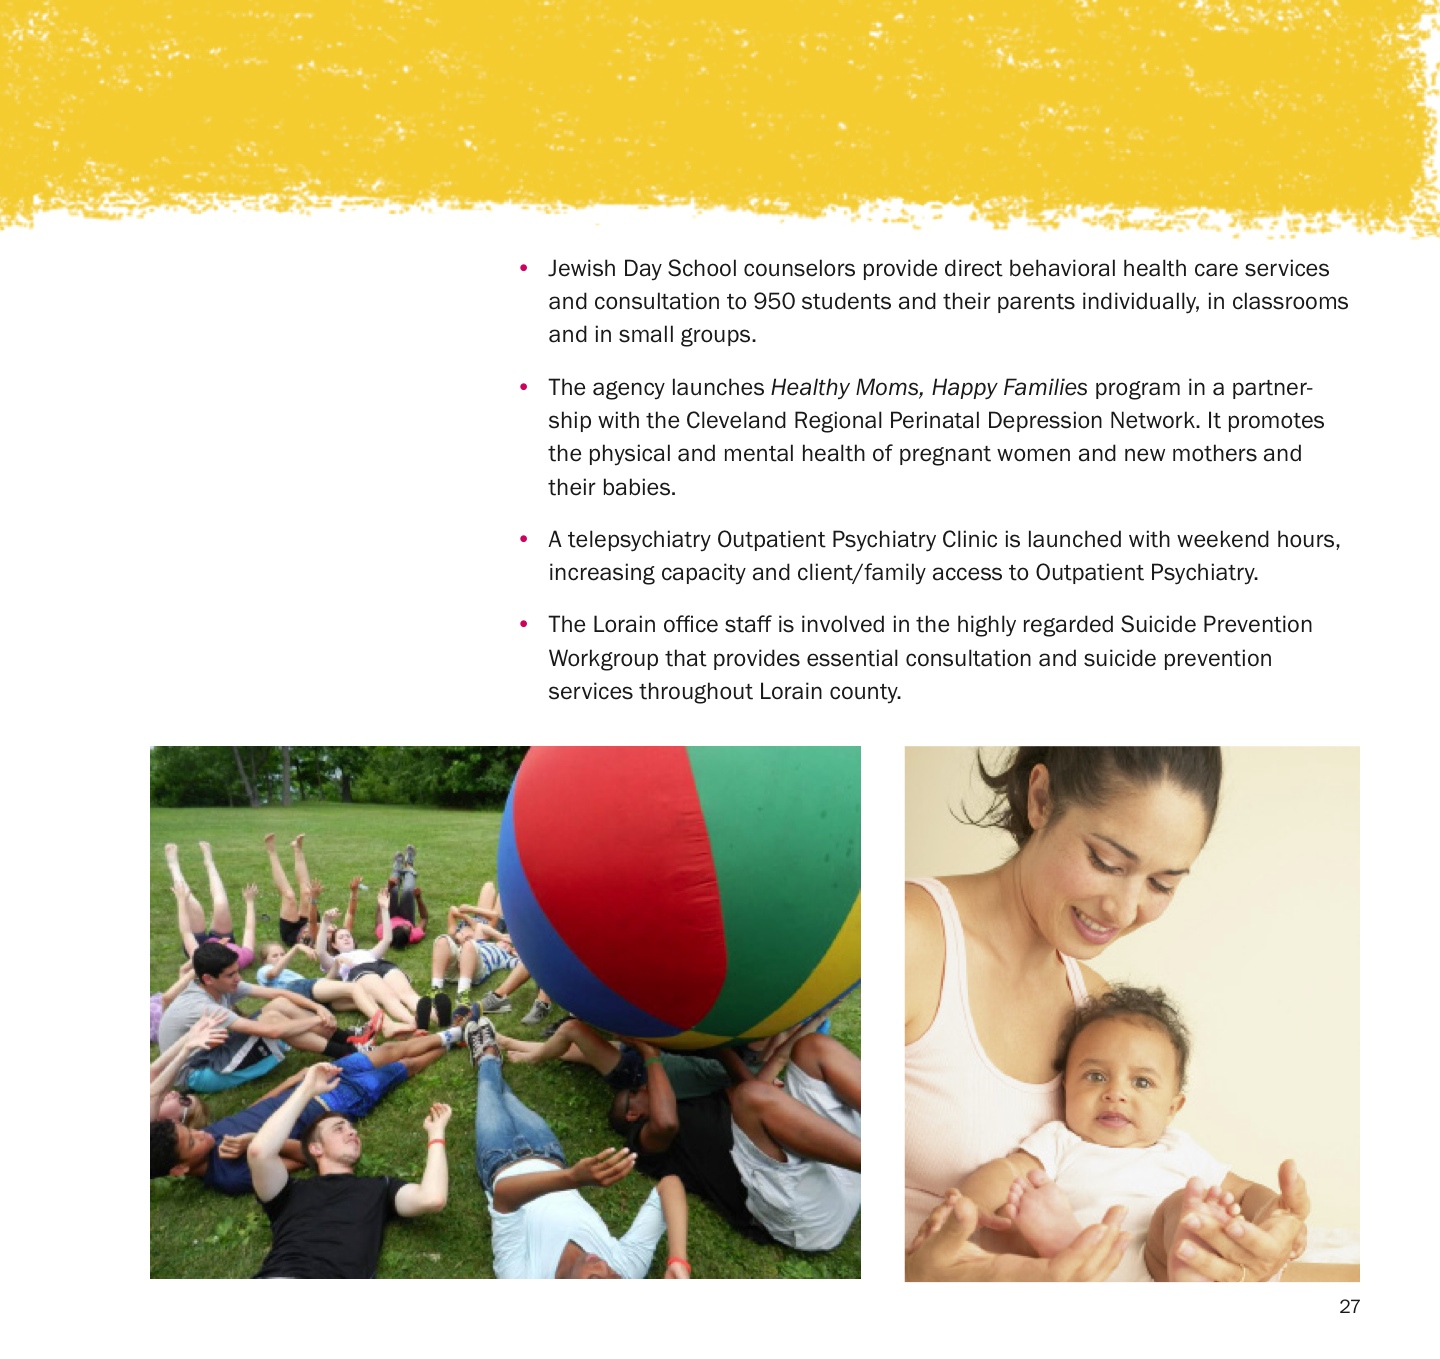 • Jewish Day School counselors provide direct behavioral health care services
and consultation to 950 students and their parents individually, in classrooms
and in small groups.
• The agency launches Healthy Moms, Happy Families program in a partner-
ship with the Cleveland Regional Perinatal Depression Network. It promotes
the physical and mental health of pregnant women and new mothers and
their babies.
• A telepsychiatry Outpatient Psychiatry Clinic is launched with weekend hours,
increasing capacity and client/family access to Outpatient Psychiatry.
• The Lorain office staff is involved in the highly regarded Suicide Prevention
Workgroup that provides essential consultation and suicide prevention
services throughout Lorain county.
27